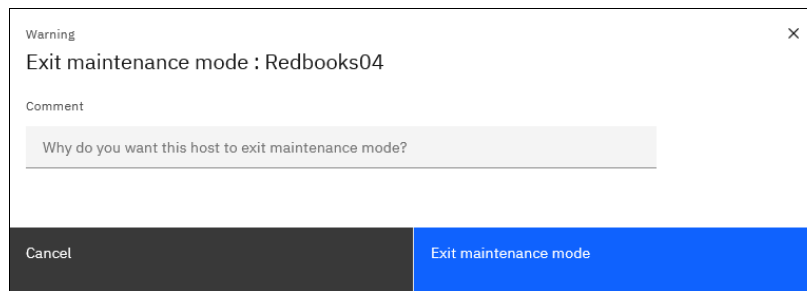 Warning
Exit maintenance mode : Redbooks04
Comment
Why do you want this host to exit maintenance mode?
Cancel
Exit maintenance mode